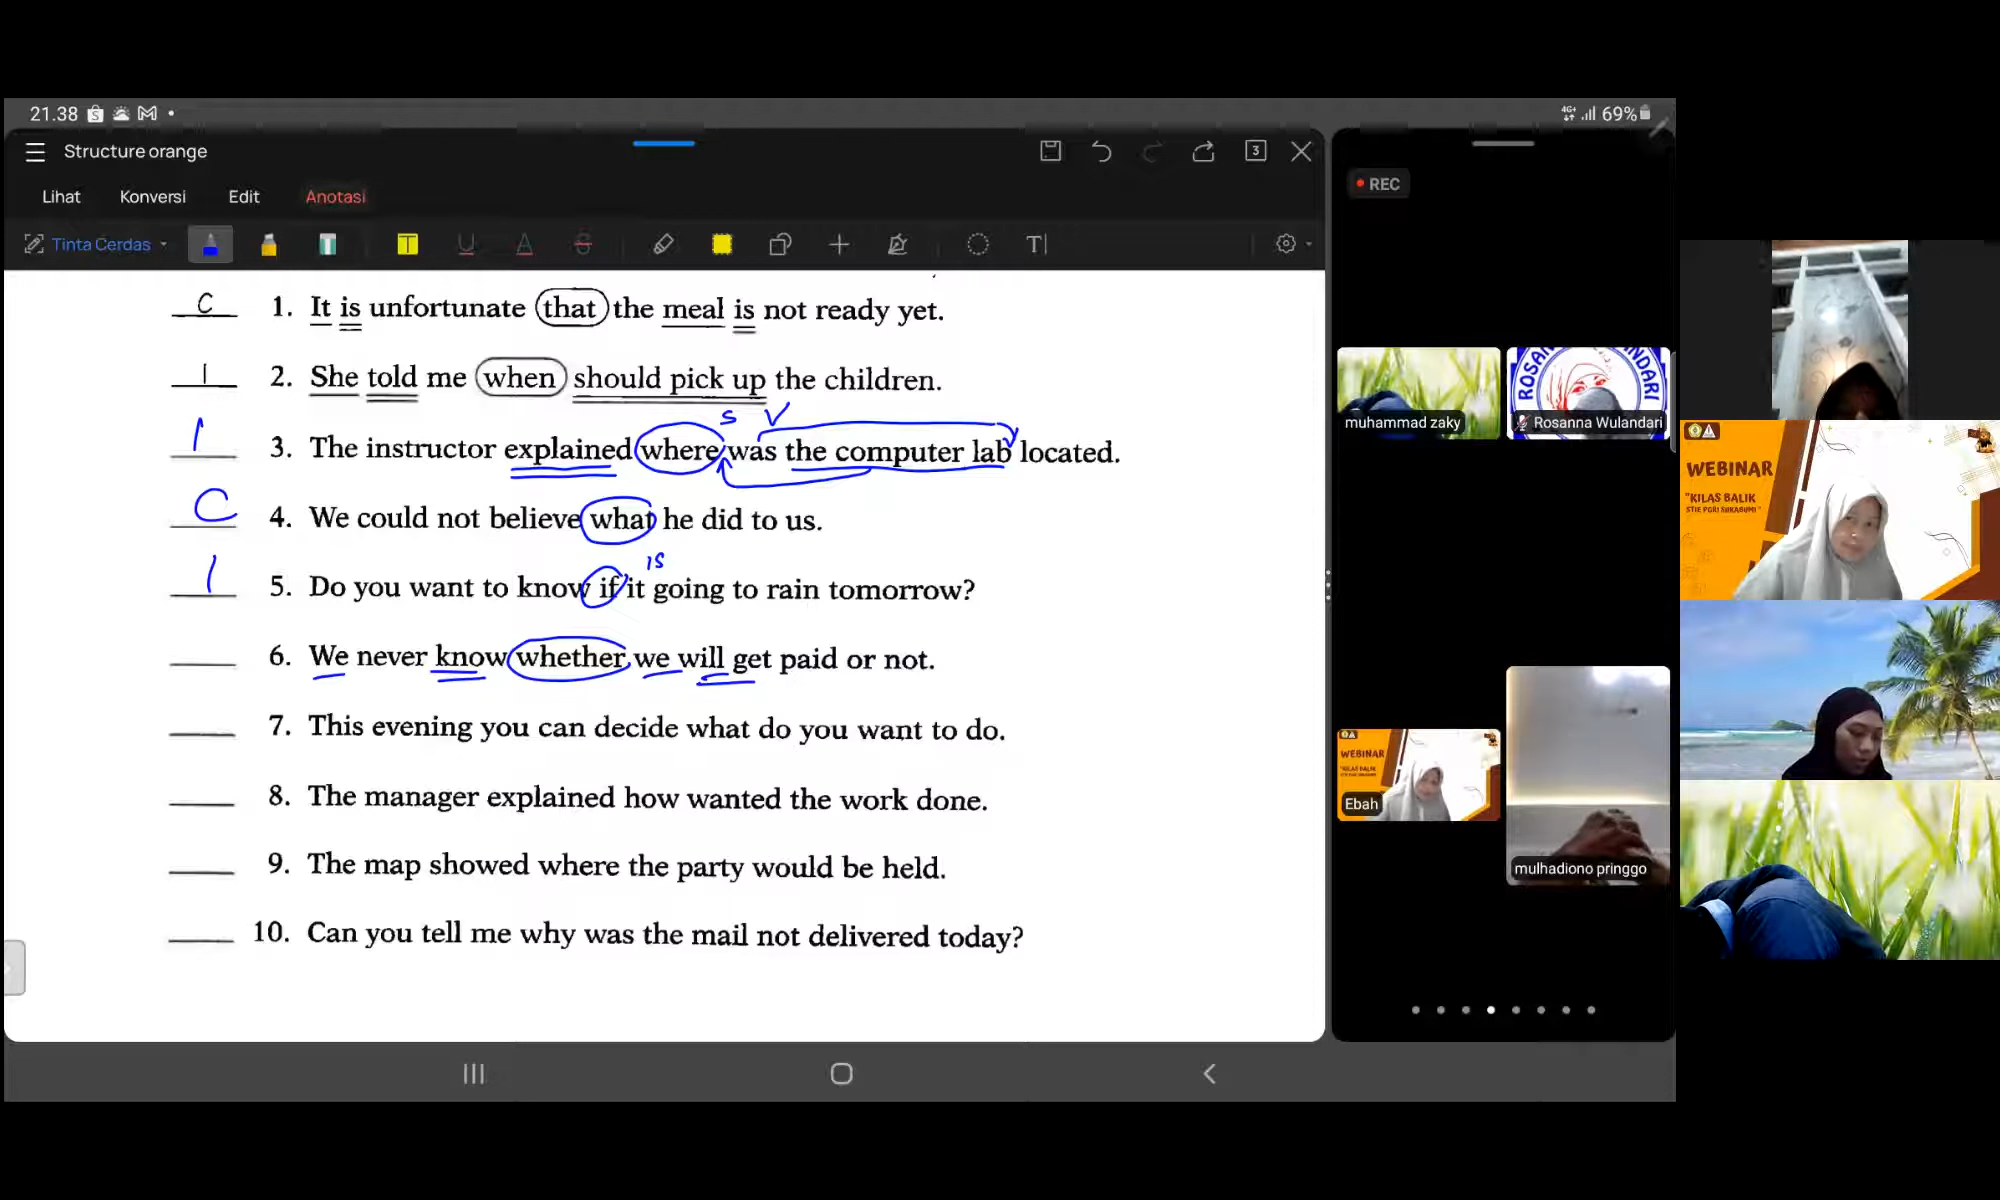 21.38
4G+ 69%
Structure orange
3
Lihat Konversi Edit Anotasi
Tinta Cerdas
REC
C 1. It is unfortunate that the meal is not ready yet.
I 2. She told me when should pick up the children.
S V
I 3. The instructor explained where was the computer lab located.
C 4. We could not believe what he did to us.
is
I 5. Do you want to know if it going to rain tomorrow?
6. We never know whether we will get paid or not.
7. This evening you can decide what do you want to do.
8. The manager explained how wanted the work done.
9. The map showed where the party would be held.
10. Can you tell me why was the mail not delivered today?
muhammad zaky
Rosanna Wulandari
WEBINAR
Ebah
mulhadiono pringgo
WEBINAR
"KILAS BALIK
STIE PGRI SUKABUMI"